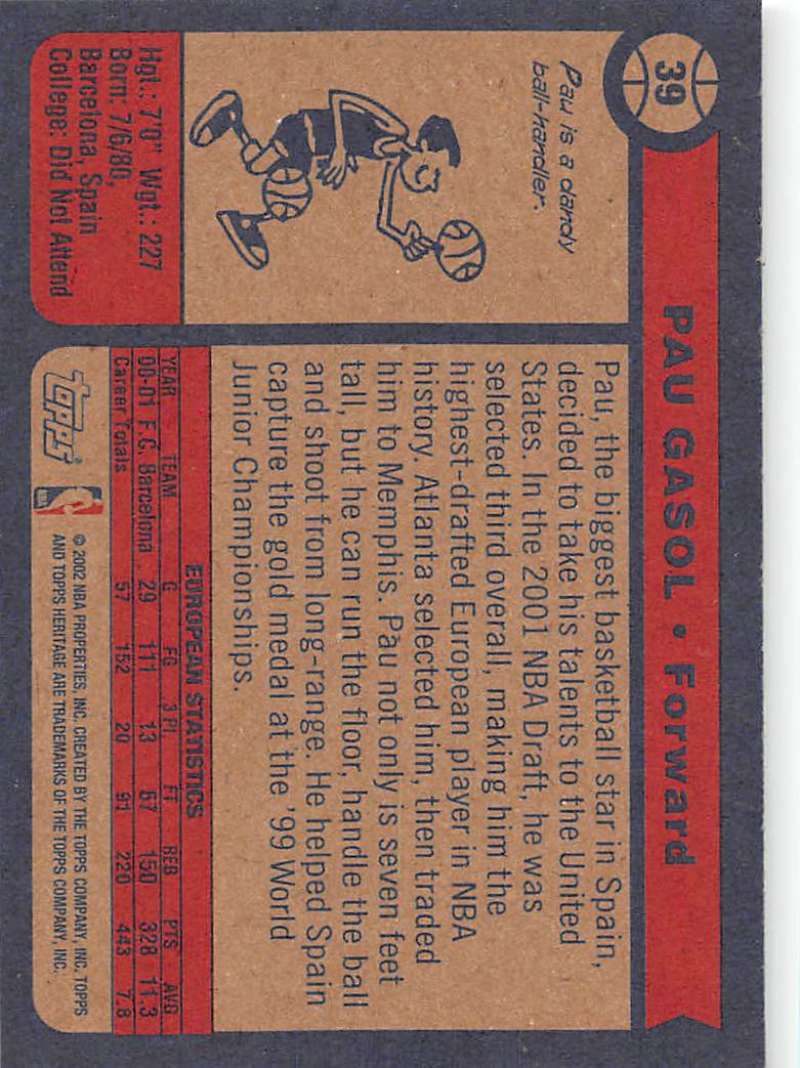 39
PAU GASOL • Forward
Pau is a dandy
ball-handler.
Hgt.: 7'0" Wgt.: 227
Born: 7/6/80,
Barcelona, Spain
College: Did Not Attend
Pau, the biggest basketball star in Spain,
decided to take his talents to the United
States. In the 2001 NBA Draft, he was
selected third overall, making him the
highest-drafted European player in NBA
history. Atlanta selected him, then traded
him to Memphis. Pau not only is seven feet
tall, but he can run the floor, handle the ball
and shoot from long-range. He helped Spain
capture the gold medal at the '99 World
Junior Championships.
EUROPEAN STATISTICS
YEAR TEAM G FG 3 Pt FT REB PTS AVG
00-01 F.C. Barcelona 29 111 13 57 150 328 11.3
Career Totals 57 152 20 91 220 443 7.8
topps®
© 2002 NBA PROPERTIES, INC. CREATED BY THE TOPPS COMPANY, INC. TOPPS
AND TOPPS HERITAGE ARE TRADEMARKS OF THE TOPPS COMPANY, INC.